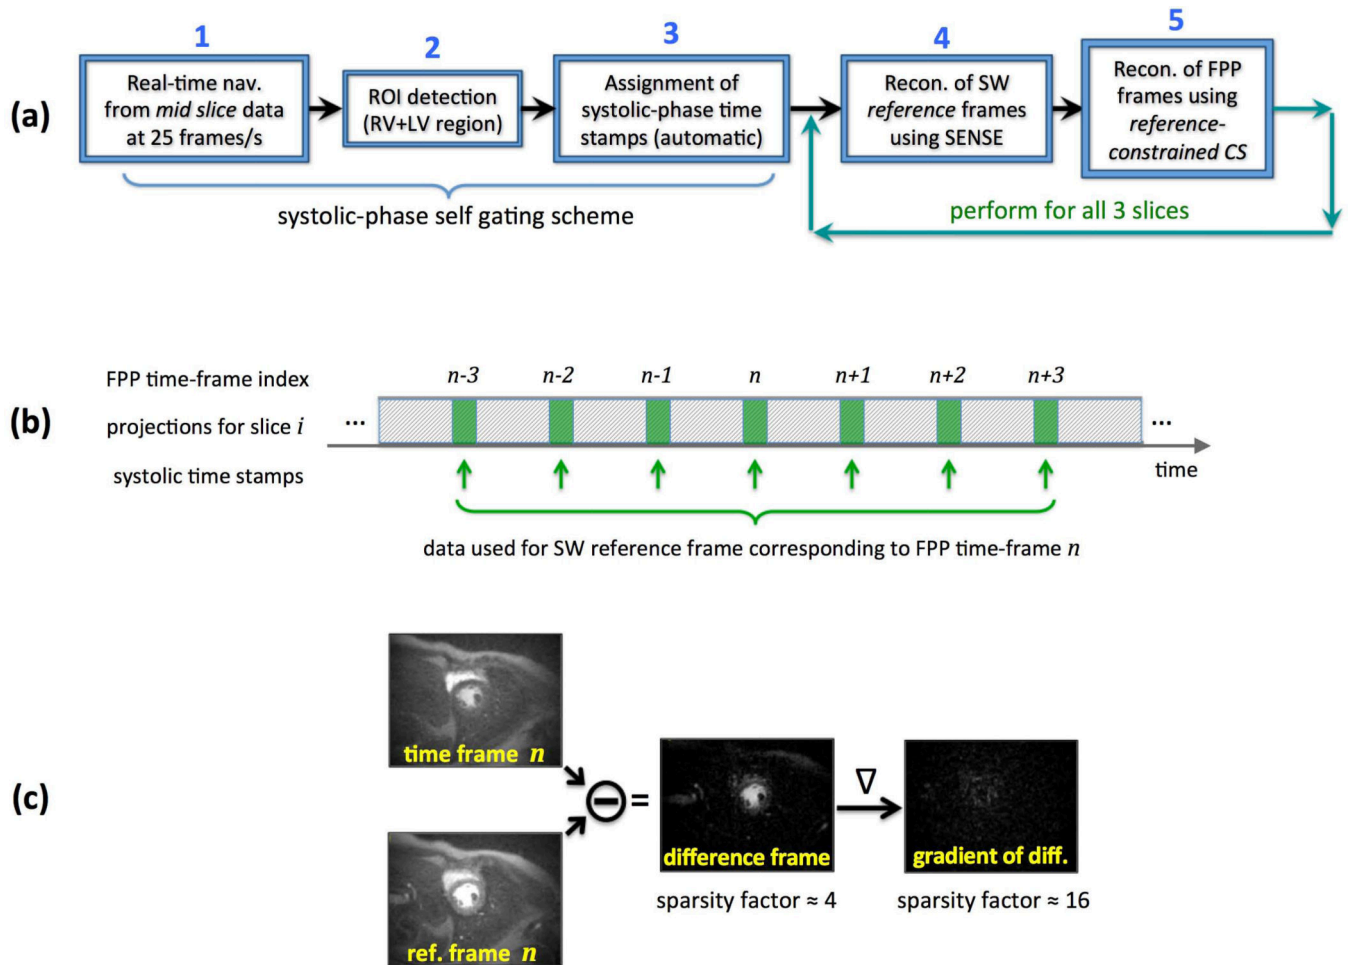 (a)
1
Real-time nav.
from mid slice data
at 25 frames/s
2
ROI detection
(RV+LV region)
3
Assignment of
systolic-phase time
stamps (automatic)
4
Recon. of SW
reference frames
using SENSE
5
Recon. of FPP
frames using
reference-
constrained CS
systolic-phase self gating scheme
perform for all 3 slices
(b)
FPP time-frame index
n-3 n-2 n-1 n n+1 n+2 n+3
projections for slice i
... ...
systolic time stamps
time
data used for SW reference frame corresponding to FPP time-frame n
(c)
time frame n
ref. frame n
=
difference frame
sparsity factor ≈ 4
∇
gradient of diff.
sparsity factor ≈ 16